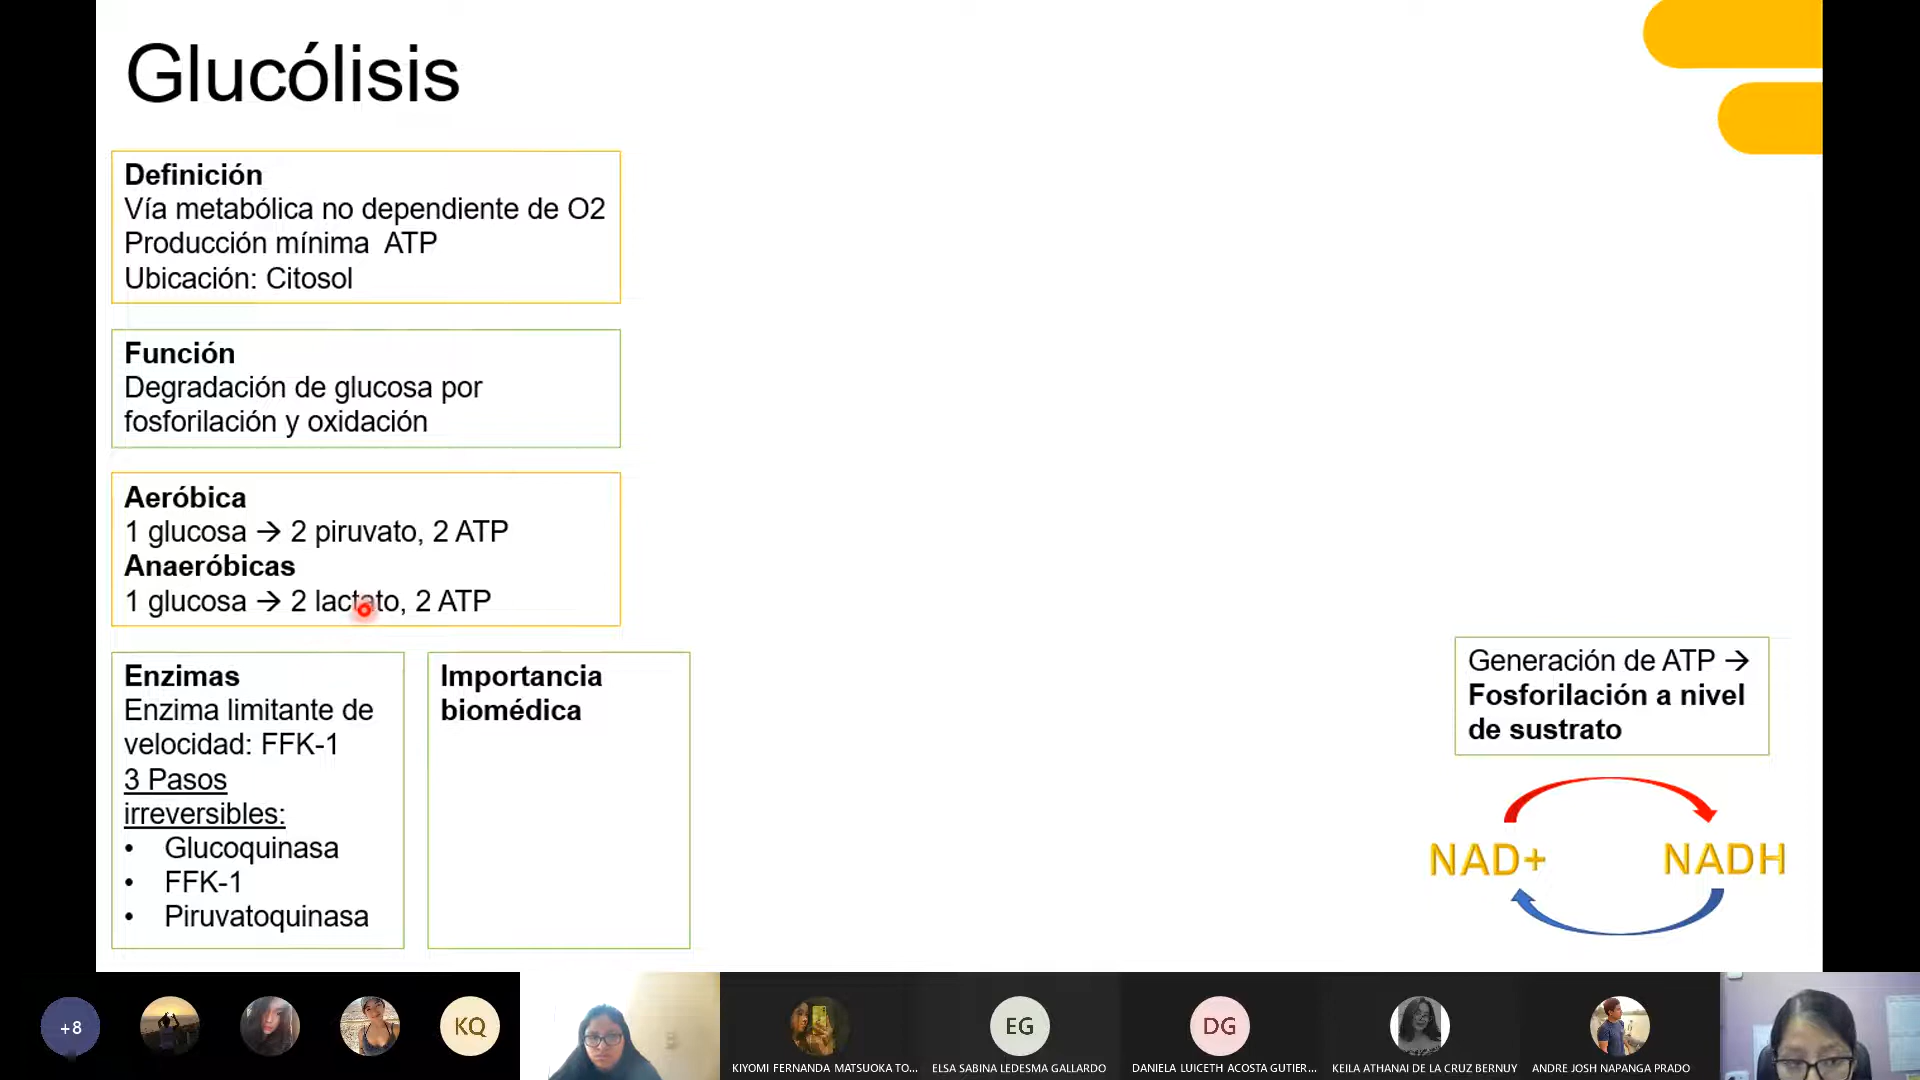 Glucólisis
Definición
Vía metabólica no dependiente de O2
Producción mínima ATP
Ubicación: Citosol
Función
Degradación de glucosa por
fosforilación y oxidación
Aeróbica
1 glucosa → 2 piruvato, 2 ATP
Anaeróbicas
1 glucosa → 2 lactato, 2 ATP
Enzimas
Enzima limitante de
velocidad: FFK-1
3 Pasos
irreversibles:
• Glucoquinasa
• FFK-1
• Piruvatoquinasa
Importancia
biomédica
Generación de ATP →
Fosforilación a nivel
de sustrato
NAD+ NADH
+8
KQ
EG
DG
KIYOMI FERNANDA MATSUOKA TO...
ELSA SABINA LEDESMA GALLARDO
DANIELA LUICETH ACOSTA GUTIER...
KEILA ATHANAI DE LA CRUZ BERNUY
ANDRE JOSH NAPANGA PRADO